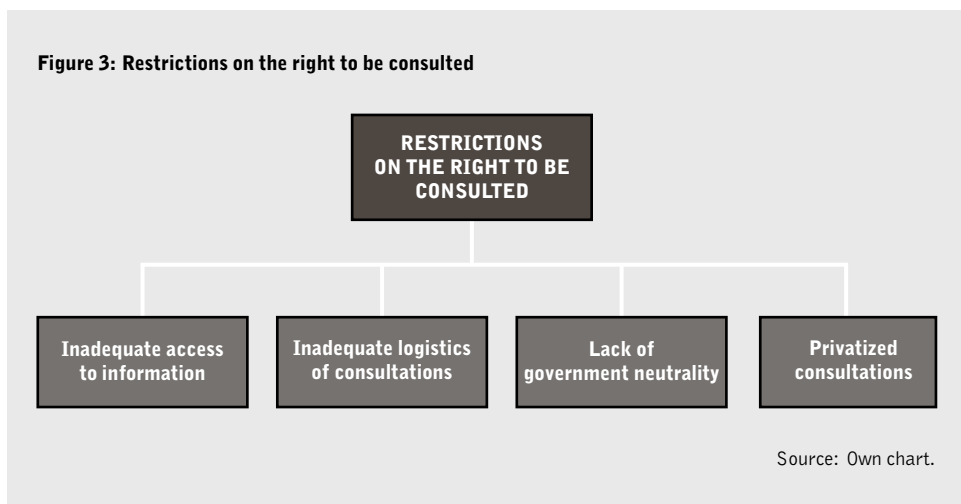 Figure 3: Restrictions on the right to be consulted
RESTRICTIONS
ON THE RIGHT TO BE
CONSULTED
Inadequate access
to information
Inadequate logistics
of consultations
Lack of
government neutrality
Privatized
consultations
Source: Own chart.